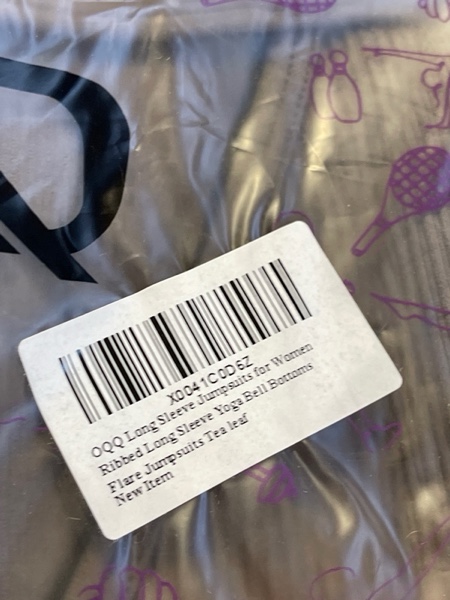 X0041C0D6Z
OQQ Long Sleeve Jumpsuits for Women
Ribbed Long Sleeve Yoga Bell Bottoms
Flare Jumpsuits Tea leaf
New Item